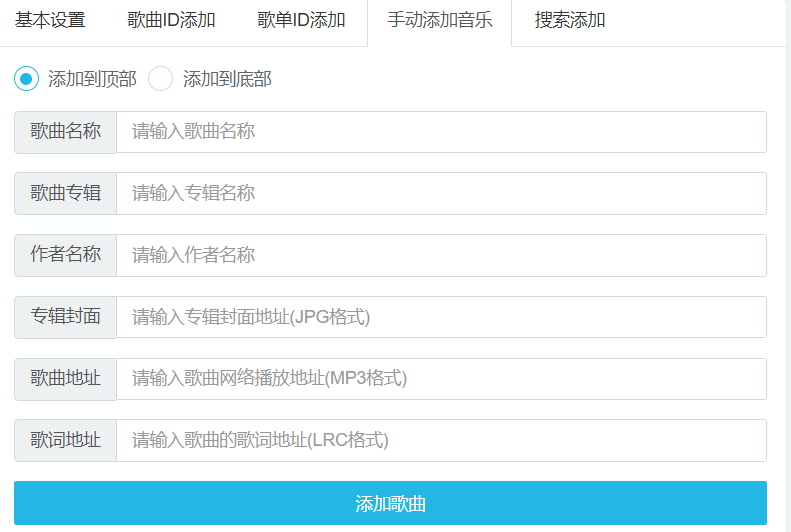 基本设置 歌曲ID添加 歌单ID添加 手动添加音乐 搜索添加
添加到顶部 添加到底部
歌曲名称 请输入歌曲名称
歌曲专辑 请输入专辑名称
作者名称 请输入作者名称
专辑封面 请输入专辑封面地址(JPG格式)
歌曲地址 请输入歌曲网络播放地址(MP3格式)
歌词地址 请输入歌曲的歌词地址(LRC格式)
添加歌曲